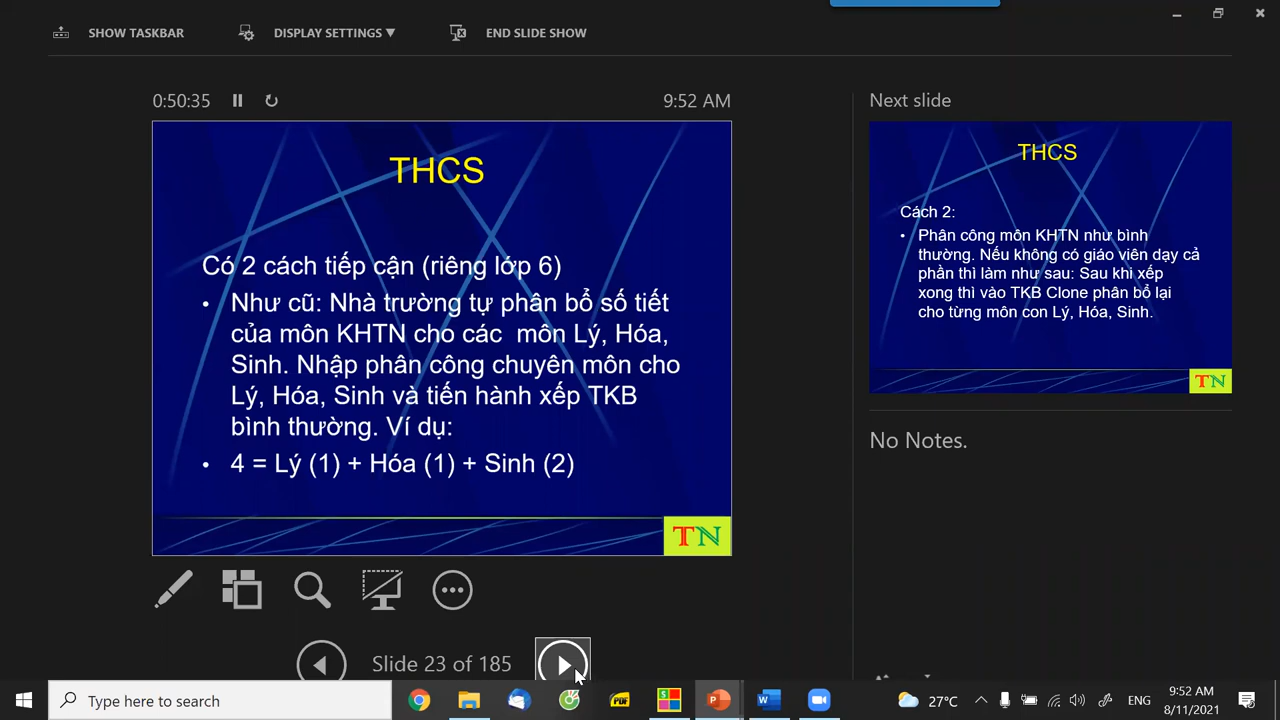 SHOW TASKBAR
DISPLAY SETTINGS ▼
END SLIDE SHOW
0:50:35
9:52 AM
THCS
Có 2 cách tiếp cận (riêng lớp 6)
• Như cũ: Nhà trường tự phân bổ số tiết
của môn KHTN cho các môn Lý, Hóa,
Sinh. Nhập phân công chuyên môn cho
Lý, Hóa, Sinh và tiến hành xếp TKB
bình thường. Ví dụ:
• 4 = Lý (1) + Hóa (1) + Sinh (2)
TN
Slide 23 of 185
Next slide
THCS
Cách 2:
• Phân công môn KHTN như bình
thường. Nếu không có giáo viên dạy cả
phần thì làm như sau: Sau khi xếp
xong thì vào TKB Clone phân bổ lại
cho từng môn con Lý, Hóa, Sinh.
TN
No Notes.
Type here to search
PDF
27°C
ENG
9:52 AM
8/11/2021